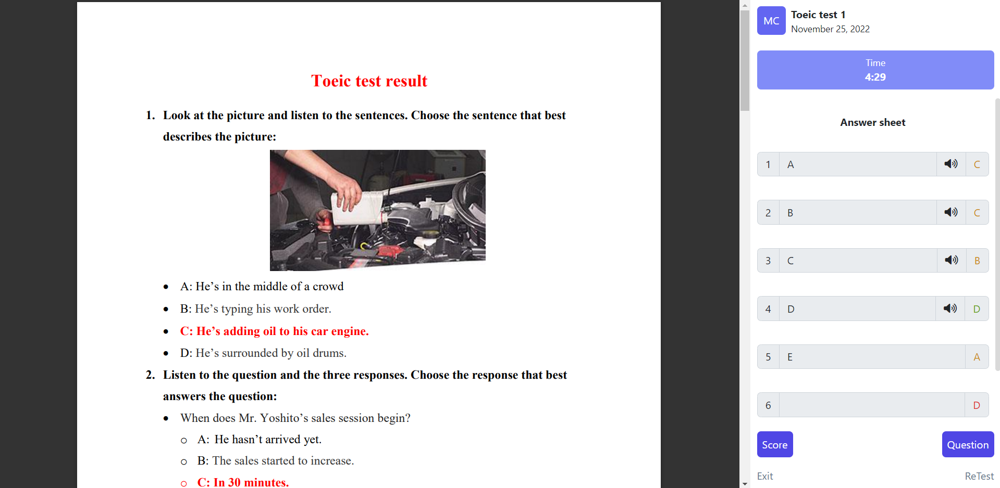 Toeic test result
1. Look at the picture and listen to the sentences. Choose the sentence that best
describes the picture:
• A: He’s in the middle of a crowd
• B: He’s typing his work order.
• C: He’s adding oil to his car engine.
• D: He’s surrounded by oil drums.
2. Listen to the question and the three responses. Choose the response that best
answers the question:
• When does Mr. Yoshito’s sales session begin?
o A: He hasn’t arrived yet.
o B: The sales started to increase.
o C: In 30 minutes.
MC
Toeic test 1
November 25, 2022
Time
4:29
Answer sheet
1 A C
2 B C
3 C B
4 D D
5 E A
6 D
Score Question
Exit ReTest